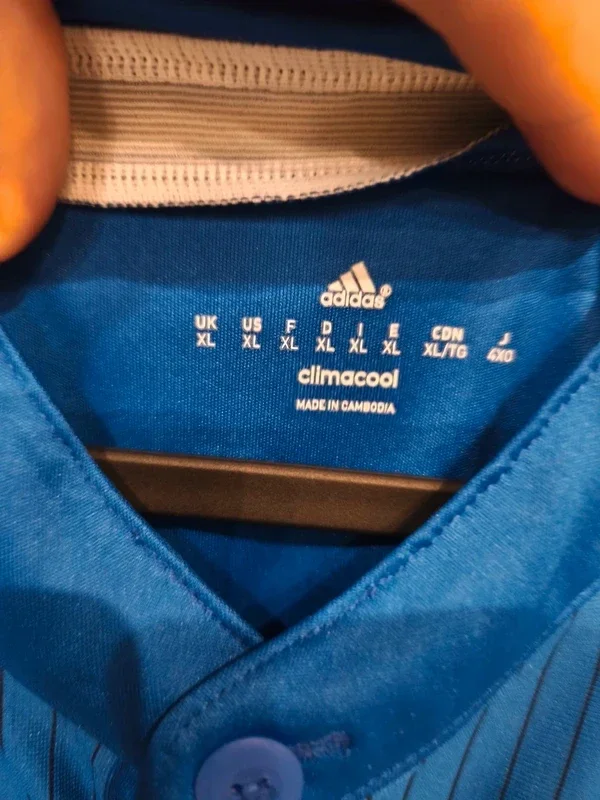 adidas®
UK US F D I E CDN J
XL XL XL XL XL XL XL/TG 4XO
climacool
MADE IN CAMBODIA